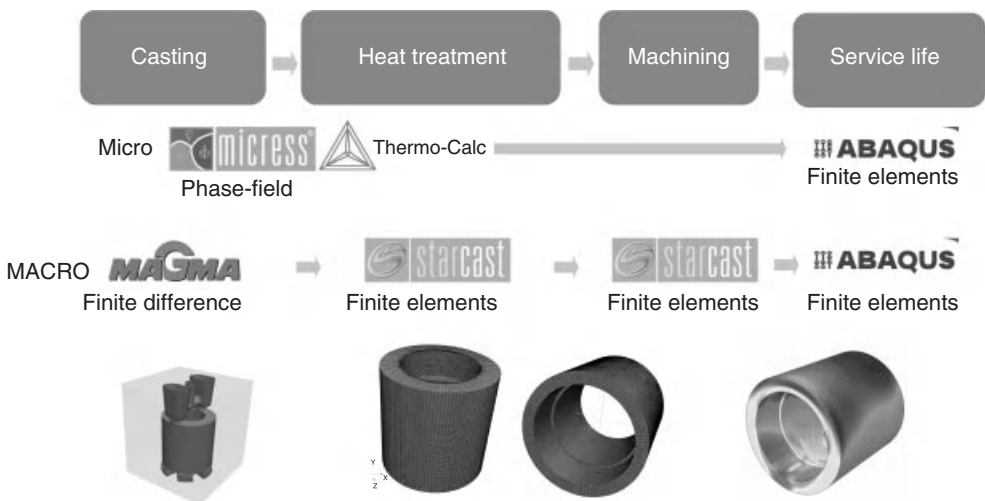 Casting
Heat treatment
Machining
Service life
Micro
micress®
Thermo-Calc
ABAQUS
Phase-field
Finite elements
MACRO
MAGMA
starcast
starcast
ABAQUS
Finite difference
Finite elements
Finite elements
Finite elements
Y
X
Z